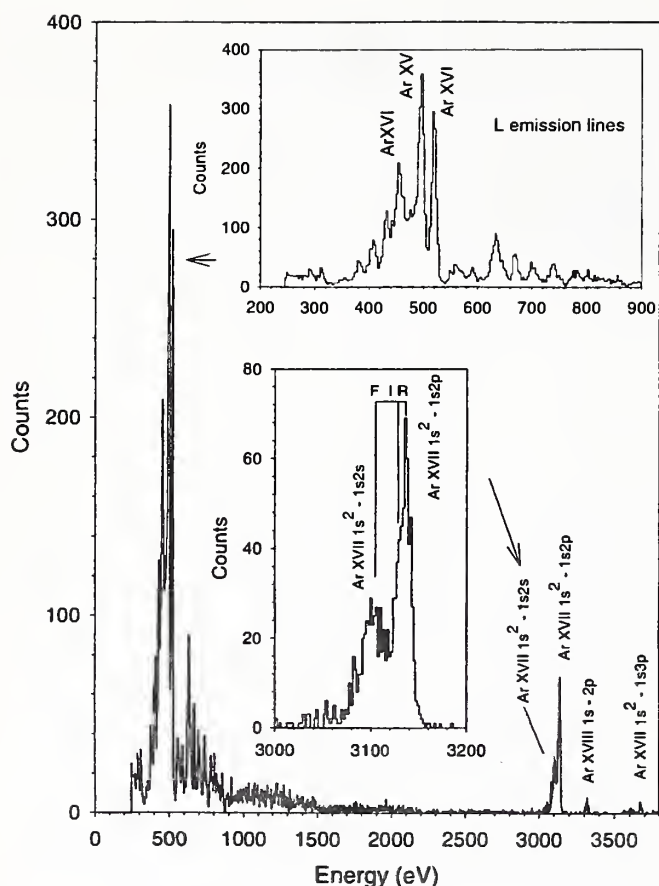 400
300
200
100
0
Counts
0
500
1000
1500
2000
2500
3000
3500
Energy (eV)
400
300
200
100
0
Counts
200
300
400
500
600
700
800
900
ArXVI
Ar XV
Ar XVI
L emission lines
80
60
40
20
0
Counts
3000
3100
3200
F I R
Ar XVII 1s² - 1s2s
Ar XVII 1s² - 1s2p
Ar XVII 1s² - 1s2s
Ar XVII 1s² - 1s2p
Ar XVIII 1s - 2p
Ar XVII 1s² - 1s3p